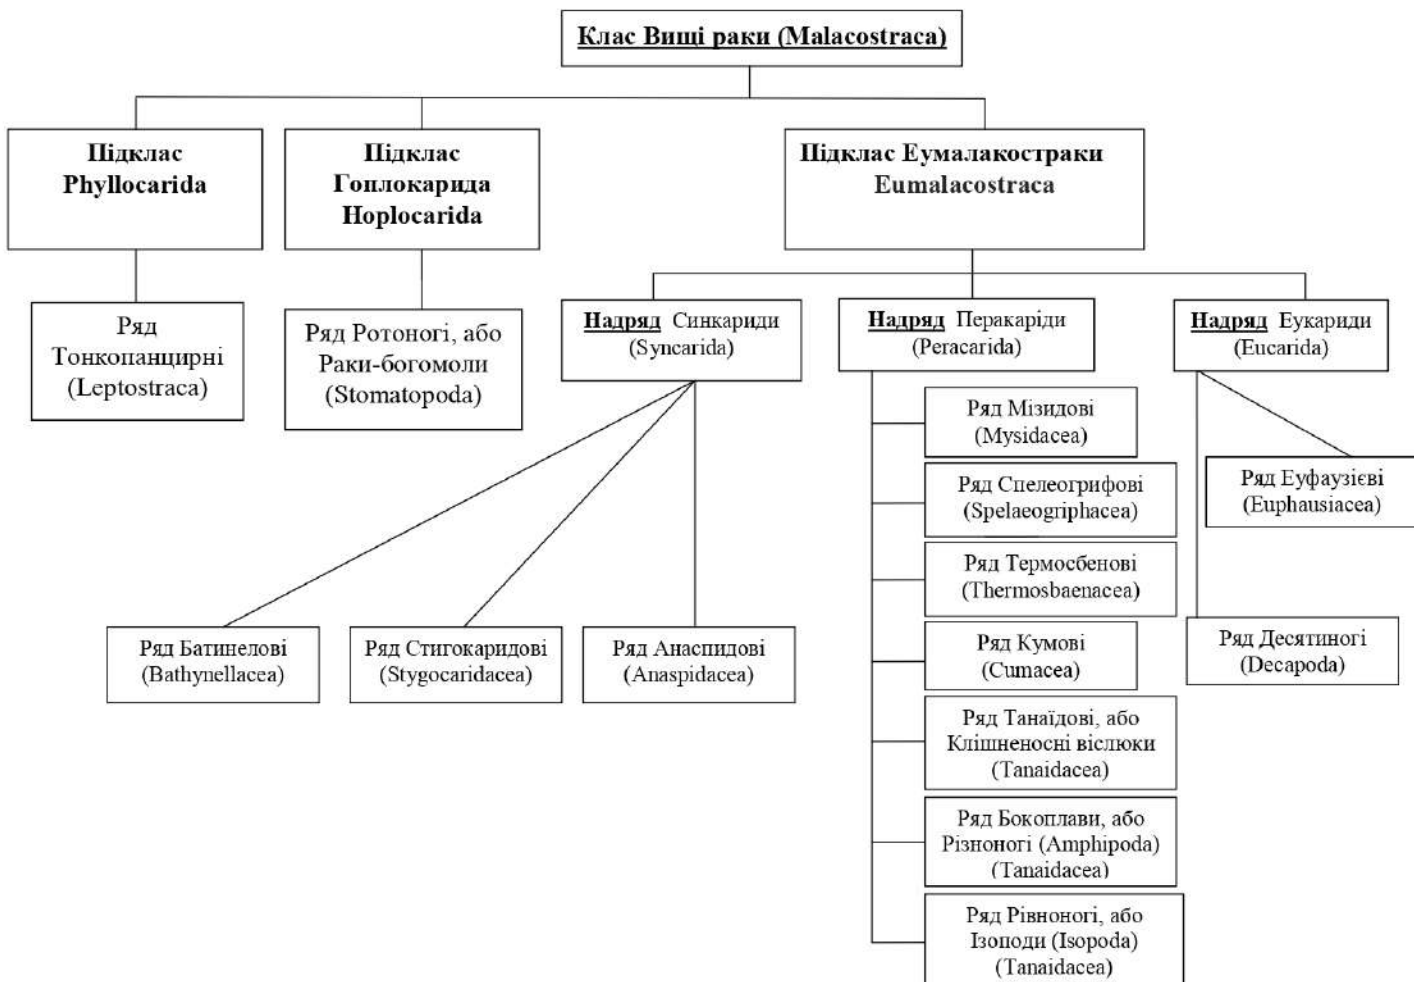 Клас Вищі раки (Malacostraca)
Підклас
Phyllocarida
Підклас
Гоплокарида
Hoplocarida
Підклас Еумалакостраки
Eumalacostraca
Ряд
Тонкопанцирні
(Leptostraca)
Ряд Ротоногі, або
Раки-богомоли
(Stomatopoda)
Надряд Синкариди
(Syncarida)
Надряд Перакаріди
(Peracarida)
Надряд Еукариди
(Eucarida)
Ряд Мізидові
(Mysidacea)
Ряд Спелеогрифові
(Spelaeogriphacea)
Ряд Термосбенові
(Thermosbaenacea)
Ряд Кумові
(Cumacea)
Ряд Танаїдові, або
Клішненосні віслюки
(Tanaidacea)
Ряд Бокоплави, або
Різноногі (Amphipoda)
(Tanaidacea)
Ряд Рівноногі, або
Ізоподи (Isopoda)
(Tanaidacea)
Ряд Еуфаузієві
(Euphausiacea)
Ряд Десятиногі
(Decapoda)
Ряд Батинелові
(Bathynellacea)
Ряд Стигокаридові
(Stygocaridacea)
Ряд Анаспидові
(Anaspidacea)